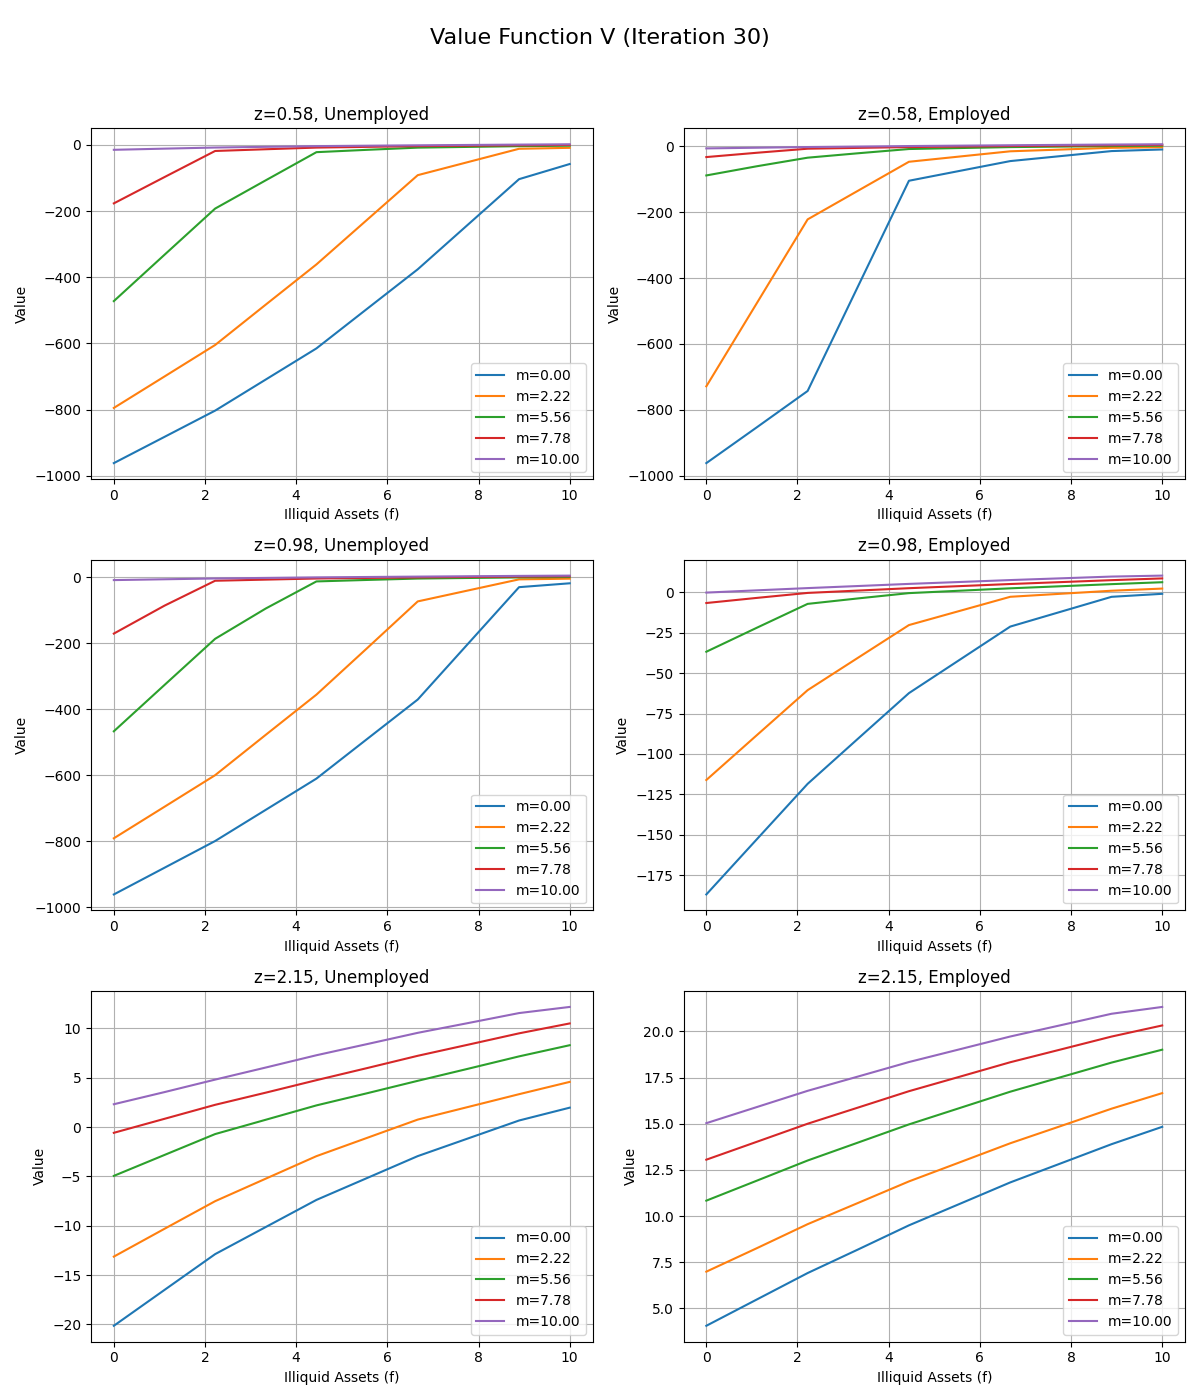 Value Function V (Iteration 30)
z=0.58, Unemployed
Value
0
−200
−400
−600
−800
−1000
0 2 4 6 8 10
Illiquid Assets (f)
m=0.00
m=2.22
m=5.56
m=7.78
m=10.00
z=0.58, Employed
Value
0
−200
−400
−600
−800
−1000
0 2 4 6 8 10
Illiquid Assets (f)
m=0.00
m=2.22
m=5.56
m=7.78
m=10.00
z=0.98, Unemployed
Value
0
−200
−400
−600
−800
−1000
0 2 4 6 8 10
Illiquid Assets (f)
m=0.00
m=2.22
m=5.56
m=7.78
m=10.00
z=0.98, Employed
Value
0
−25
−50
−75
−100
−125
−150
−175
0 2 4 6 8 10
Illiquid Assets (f)
m=0.00
m=2.22
m=5.56
m=7.78
m=10.00
z=2.15, Unemployed
Value
10
5
0
−5
−10
−15
−20
0 2 4 6 8 10
Illiquid Assets (f)
m=0.00
m=2.22
m=5.56
m=7.78
m=10.00
z=2.15, Employed
Value
20.0
17.5
15.0
12.5
10.0
7.5
5.0
0 2 4 6 8 10
Illiquid Assets (f)
m=0.00
m=2.22
m=5.56
m=7.78
m=10.00